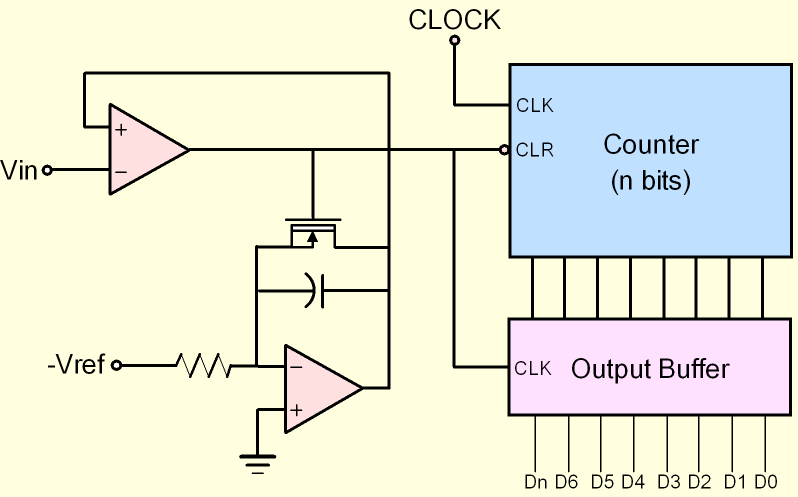 CLOCK
CLK
+
CLR
Counter
(n bits)
Vin
−
-Vref
−
+
CLK
Output Buffer
Dn D6 D5 D4 D3 D2 D1 D0